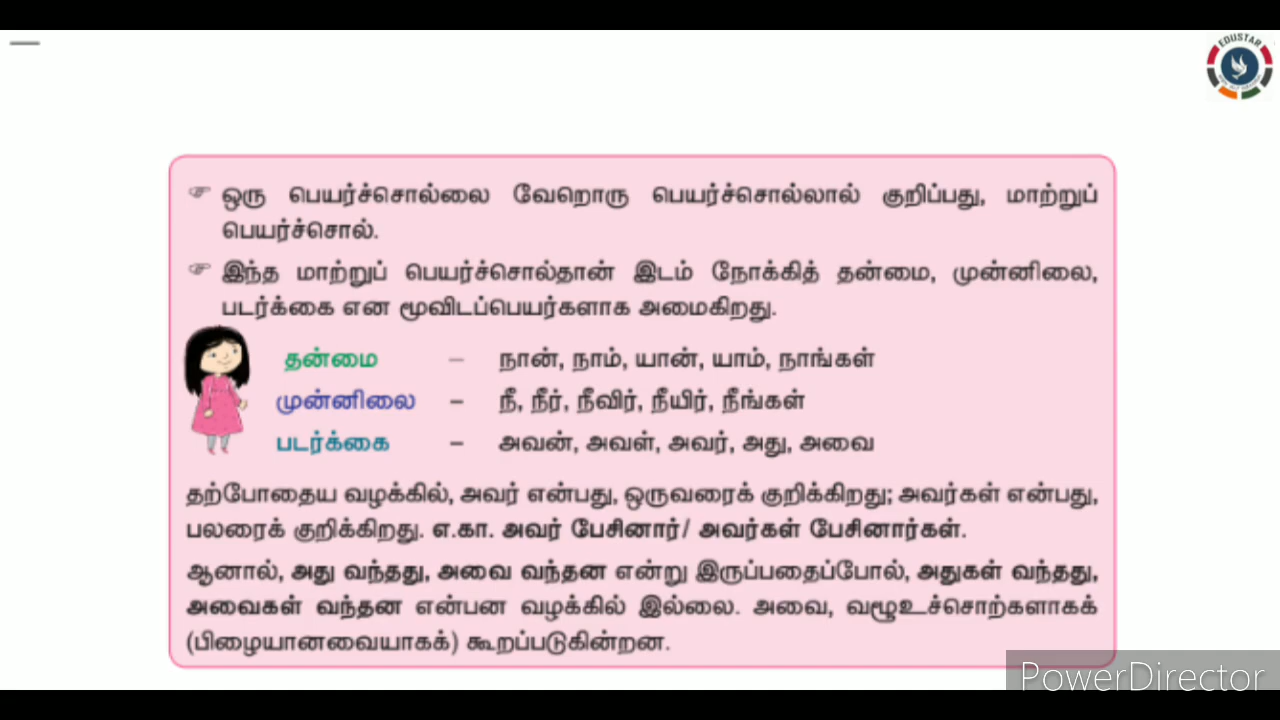 EDUSTAR
☞ ஒரு பெயர்ச்சொல்லை வேறொரு பெயர்ச்சொல்லால் குறிப்பது, மாற்றுப்
பெயர்ச்சொல்.
☞ இந்த மாற்றுப் பெயர்ச்சொல்தான் இடம் நோக்கித் தன்மை, முன்னிலை,
படர்க்கை என மூவிடப்பெயர்களாக அமைகிறது.
தன்மை – நான், நாம், யான், யாம், நாங்கள்
முன்னிலை – நீ, நீர், நீவிர், நீயிர், நீங்கள்
படர்க்கை – அவன், அவள், அவர், அது, அவை
தற்போதைய வழக்கில், அவர் என்பது, ஒருவரைக் குறிக்கிறது; அவர்கள் என்பது,
பலரைக் குறிக்கிறது. எ.கா. அவர் பேசினார்/ அவர்கள் பேசினார்கள்.
ஆனால், அது வந்தது, அவை வந்தன என்று இருப்பதைப்போல், அதுகள் வந்தது,
அவைகள் வந்தன என்பன வழக்கில் இல்லை. அவை, வழூஉச்சொற்களாகக்
(பிழையானவையாகக்) கூறப்படுகின்றன.
PowerDirector